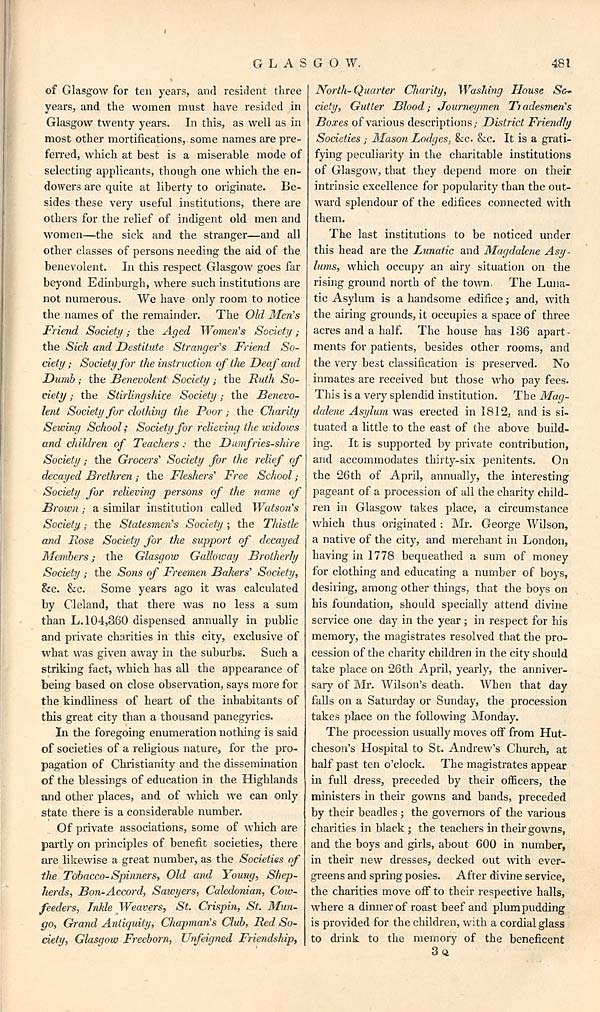 GLASGOW.
481
of Glasgow for ten years, and resident three
years, and the women must have resided in
Glasgow twenty years. In this, as well as in
most other mortifications, some names are pre-
ferred, which at best is a miserable mode of
selecting applicants, though one which the en-
dowers are quite at liberty to originate. Be-
sides these very useful institutions, there are
others for the relief of indigent old men and
women—the sick and the stranger—and all
other classes of persons needing the aid of the
benevolent. In this respect Glasgow goes far
beyond Edinburgh, where such institutions are
not numerous. We have only room to notice
the names of the remainder. The Old Men's
Friend Society; the Aged Women's Society;
the Sick and Destitute Stranger's Friend So-
ciety; Society for the instruction of the Deaf and
Dumb; the Benevolent Society; the Ruth So-
ciety; the Stirlingshire Society; the Benevo-
lent Society for clothing the Poor; the Charity
Sewing School; Society for relieving the widows
and children of Teachers: the Dumfries-shire
Society; the Grocers' Society for the relief of
decayed Brethren; the Fleshers' Free School;
Society for relieving persons of the name of
Brown; a similar institution called Watson's
Society; the Statesmen's Society; the Thistle
and Rose Society for the support of decayed
Members; the Glasgow Galloway Brotherly
Society; the Sons of Freemen Bakers' Society,
&c. &c. Some years ago it was calculated
by Cleland, that there was no less a sum
than L.104,360 dispensed annually in public
and private charities in this city, exclusive of
what was given away in the suburbs. Such a
striking fact, which has all the appearance of
being based on close observation, says more for
the kindliness of heart of the inhabitants of
this great city than a thousand panegyrics.
In the foregoing enumeration nothing is said
of societies of a religious nature, for the pro-
pagation of Christianity and the dissemination
of the blessings of education in the Highlands
and other places, and of which we can only
state there is a considerable number.
Of private associations, some of which are
partly on principles of benefit societies, there
are likewise a great number, as the Societies of
the Tobacco-Spinners, Old and Young, Shep-
herds, Bon-Accord, Sawyers, Caledonian, Cow-
feeders, Inkle Weavers, St. Crispin, St. Mun-
go, Grand Antiquity, Chapman's Club, Red So-
ciety, Glasgow Freeborn, Unfeigned Friendship,
North-Quarter Charity, Washing House So-
ciety, Gutter Blood; Journeymen Tradesmen's
Boxes of various descriptions; District Friendly
Societies; Mason Lodges, &c. &c. It is a grati-
fying peculiarity in the charitable institutions
of Glasgow, that they depend more on their
intrinsic excellence for popularity than the out-
ward splendour of the edifices connected with
them.
The last institutions to be noticed under
this head are the Lunatic and Magdalene Asy-
lums, which occupy an airy situation on the
rising ground north of the town. The Luna-
tic Asylum is a handsome edifice; and, with
the airing grounds, it occupies a space of three
acres and a half. The house has 136 apart-
ments for patients, besides other rooms, and
the very best classification is preserved. No
inmates are received but those who pay fees.
This is a very splendid institution. The Mag-
dalene Asylum was erected in 1812, and is si-
tuated a little to the east of the above build-
ing. It is supported by private contribution,
and accommodates thirty-six penitents. On
the 26th of April, annually, the interesting
pageant of a procession of all the charity child-
ren in Glasgow takes place, a circumstance
which thus originated: Mr. George Wilson,
a native of the city, and merchant in London,
having in 1778 bequeathed a sum of money
for clothing and educating a number of boys,
desiring, among other things, that the boys on
his foundation, should specially attend divine
service one day in the year; in respect for his
memory, the magistrates resolved that the pro-
cession of the charity children in the city should
take place on 26th April, yearly, the anniver-
sary of Mr. Wilson's death. When that day
falls on a Saturday or Sunday, the procession
takes place on the following Monday.
The procession usually moves off from Hut-
cheson's Hospital to St. Andrew's Church, at
half past ten o'clock. The magistrates appear
in full dress, preceded by their officers, the
ministers in their gowns and bands, preceded
by their beadles; the governors of the various
charities in black; the teachers in their gowns,
and the boys and girls, about 600 in number,
in their new dresses, decked out with ever-
greens and spring posies. After divine service,
the charities move off to their respective halls,
where a dinner of roast beef and plum pudding
is provided for the children, with a cordial glass
to drink to the memory of the beneficent
3 Q